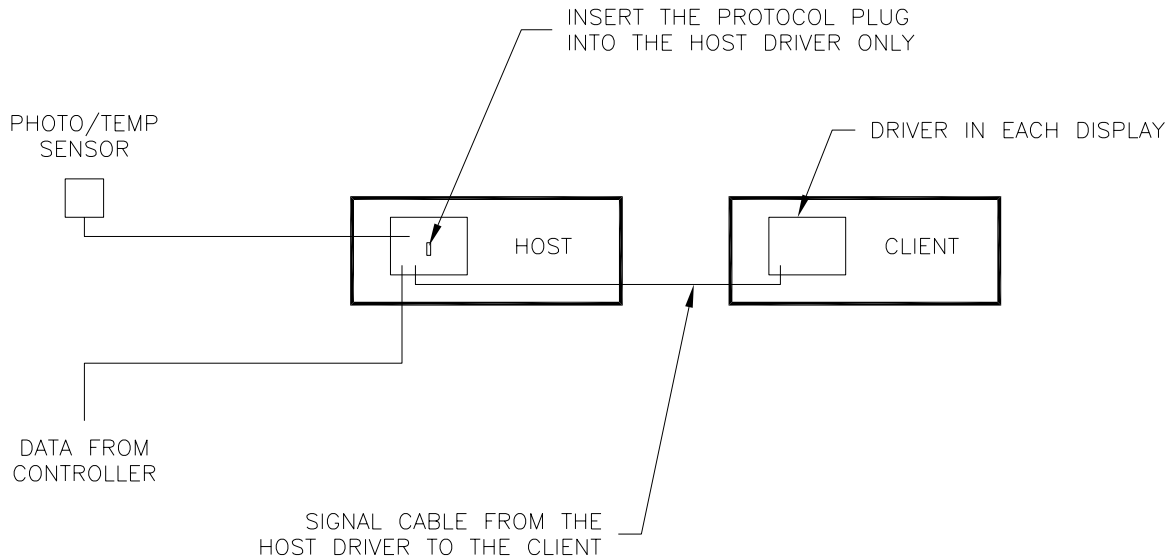 INSERT THE PROTOCOL PLUG
INTO THE HOST DRIVER ONLY
PHOTO/TEMP
SENSOR
DRIVER IN EACH DISPLAY
HOST
CLIENT
DATA FROM
CONTROLLER
SIGNAL CABLE FROM THE
HOST DRIVER TO THE CLIENT